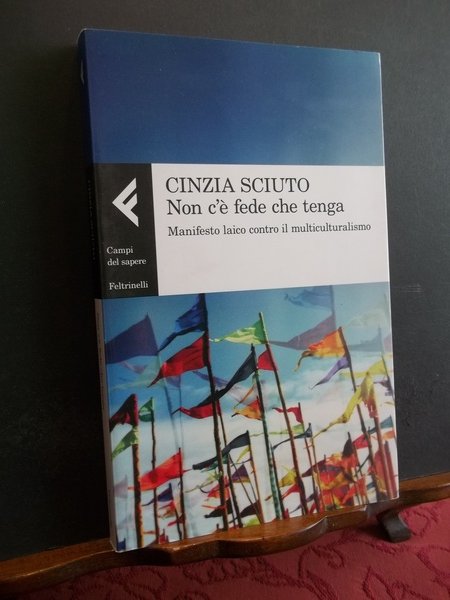 CINZIA SCIUTO
Non c'è fede che tenga
Manifesto laico contro il multiculturalismo
Campi
del sapere
Feltrinelli